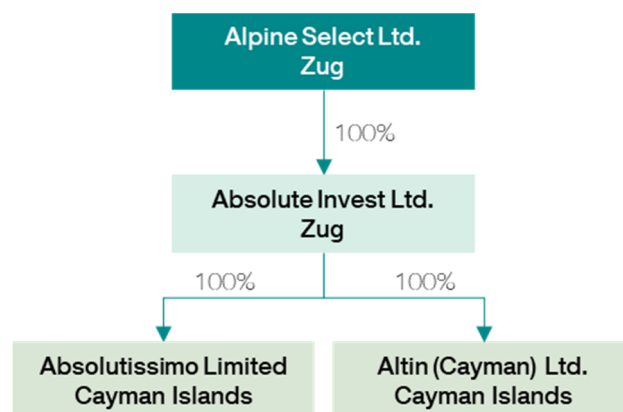 Alpine Select Ltd.
Zug
100%
Absolute Invest Ltd.
Zug
100%
100%
Absolutissimo Limited
Cayman Islands
Altin (Cayman) Ltd.
Cayman Islands